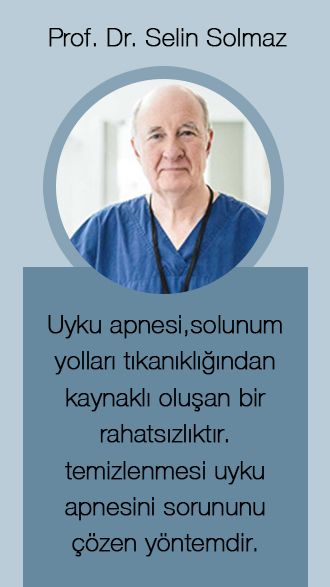 Prof. Dr. Selin Solmaz
Uyku apnesi,solunum
yolları tıkanıklığından
kaynaklı oluşan bir
rahatsızlıktır.
temizlenmesi uyku
apnesini sorununu
çözen yöntemdir.